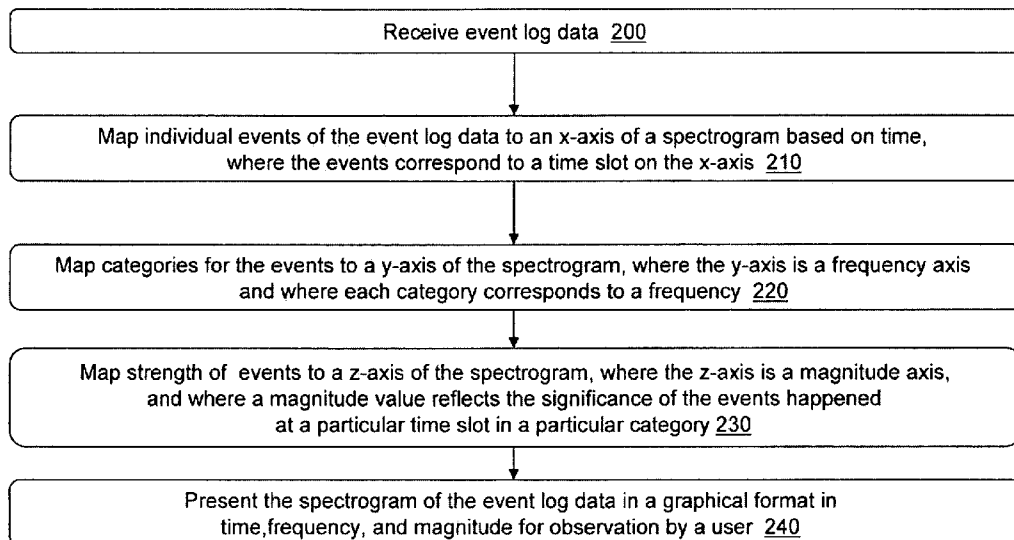 Receive event log data 200
Map individual events of the event log data to an x-axis of a spectrogram based on time,
where the events correspond to a time slot on the x-axis 210
Map categories for the events to a y-axis of the spectrogram, where the y-axis is a frequency axis
and where each category corresponds to a frequency 220
Map strength of events to a z-axis of the spectrogram, where the z-axis is a magnitude axis,
and where a magnitude value reflects the significance of the events happened
at a particular time slot in a particular category 230
Present the spectrogram of the event log data in a graphical format in
time,frequency, and magnitude for observation by a user 240